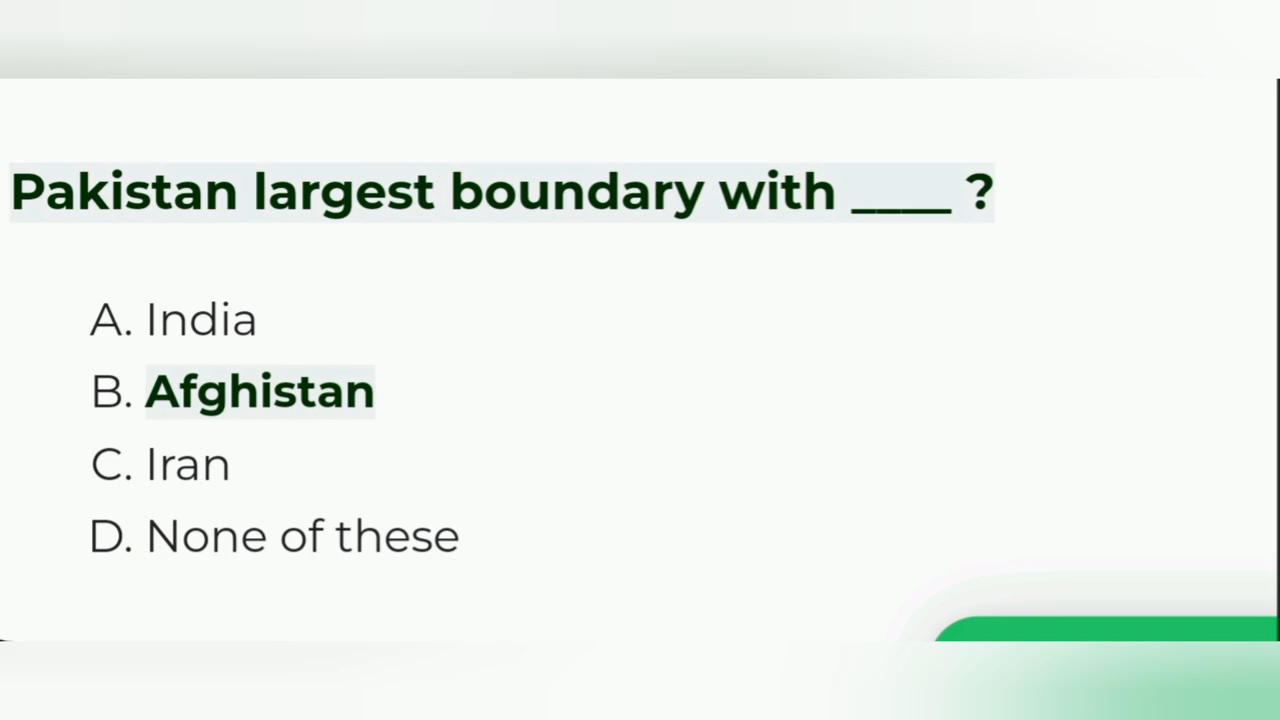 Pakistan largest boundary with ____ ?
A. India
B. Afghistan
C. Iran
D. None of these